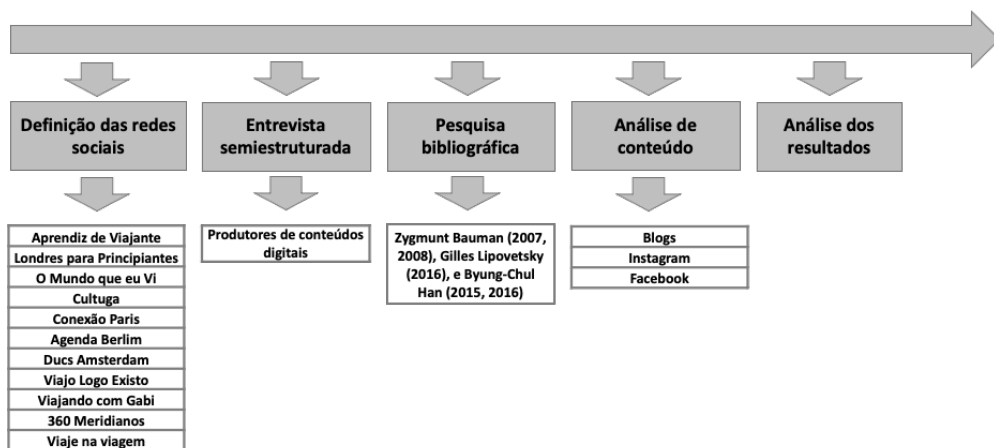 Definição das redes
sociais
Entrevista
semiestruturada
Pesquisa
bibliográfica
Análise de
conteúdo
Análise dos
resultados
Aprendiz de Viajante
Londres para Principiantes
O Mundo que eu Vi
Cultuga
Conexão Paris
Agenda Berlim
Ducs Amsterdam
Viajo Logo Existo
Viajando com Gabi
360 Meridianos
Viaje na viagem
Produtores de conteúdos
digitais
Zygmunt Bauman (2007,
2008), Gilles Lipovetsky
(2016), e Byung-Chul
Han (2015, 2016)
Blogs
Instagram
Facebook